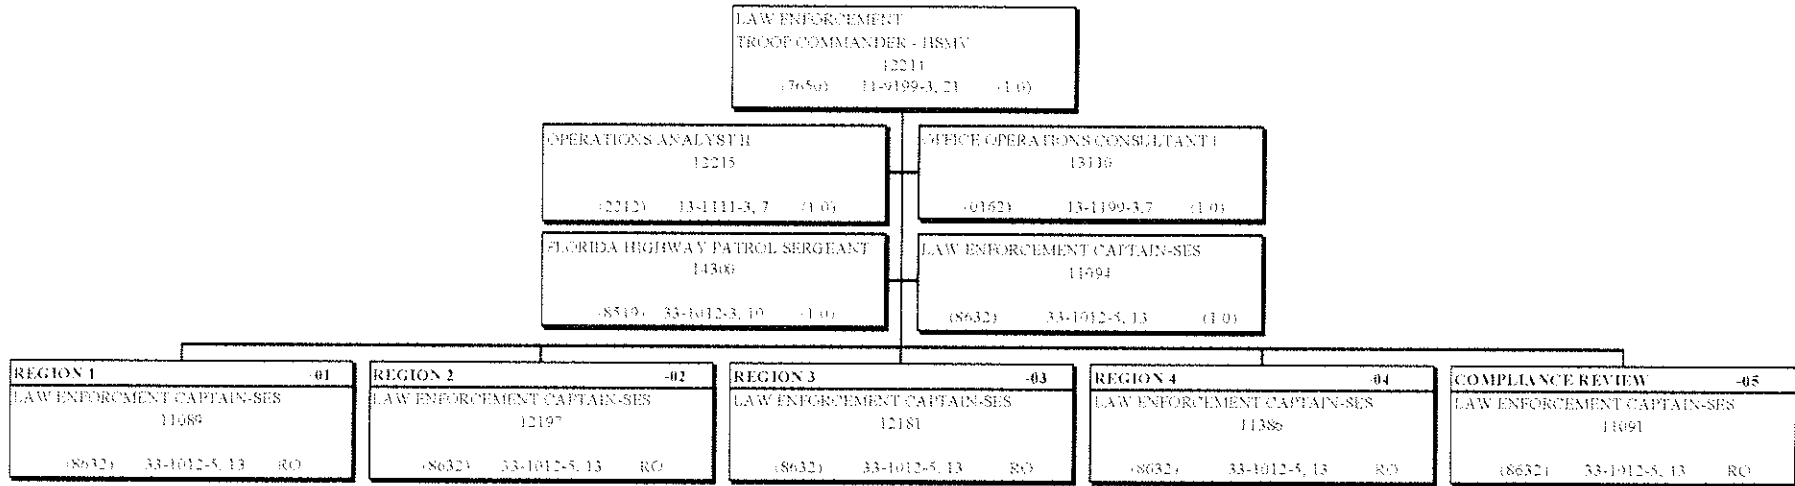 LAW ENFORCEMENT
TROOP COMMANDER - HSMV
12211
(7650) 11-9199-3, 21 (1.0)
OPERATIONS ANALYST II
12215
(2212) 13-1111-3, 7 (1.0)
OFFICE OPERATIONS CONSULTANT I
13110
(0162) 13-1199-3,7 (1.0)
FLORIDA HIGHWAY PATROL SERGEANT
14300
(8519) 33-1012-3, 10 (1.0)
LAW ENFORCEMENT CAPTAIN-SES
11094
(8632) 33-1012-5, 13 (1.0)
REGION 1 -01
LAW ENFORCMENT CAPTAIN-SES
11089
(8632) 33-1012-5, 13 RO
REGION 2 -02
LAW ENFORCEMENT CAPTAIN-SES
12197
(8632) 33-1012-5, 13 RO
REGION 3 -03
LAW ENFORCEMENT CAPTAIN-SES
12181
(8632) 33-1012-5, 13 RO
REGION 4 -04
LAW ENFORCEMENT CAPTAIN-SES
11386
(8632) 33-1012-5, 13 RO
COMPLIANCE REVIEW -05
LAW ENFORCEMENT CAPTAIN-SES
11091
(8632) 33-1012-5, 13 RO